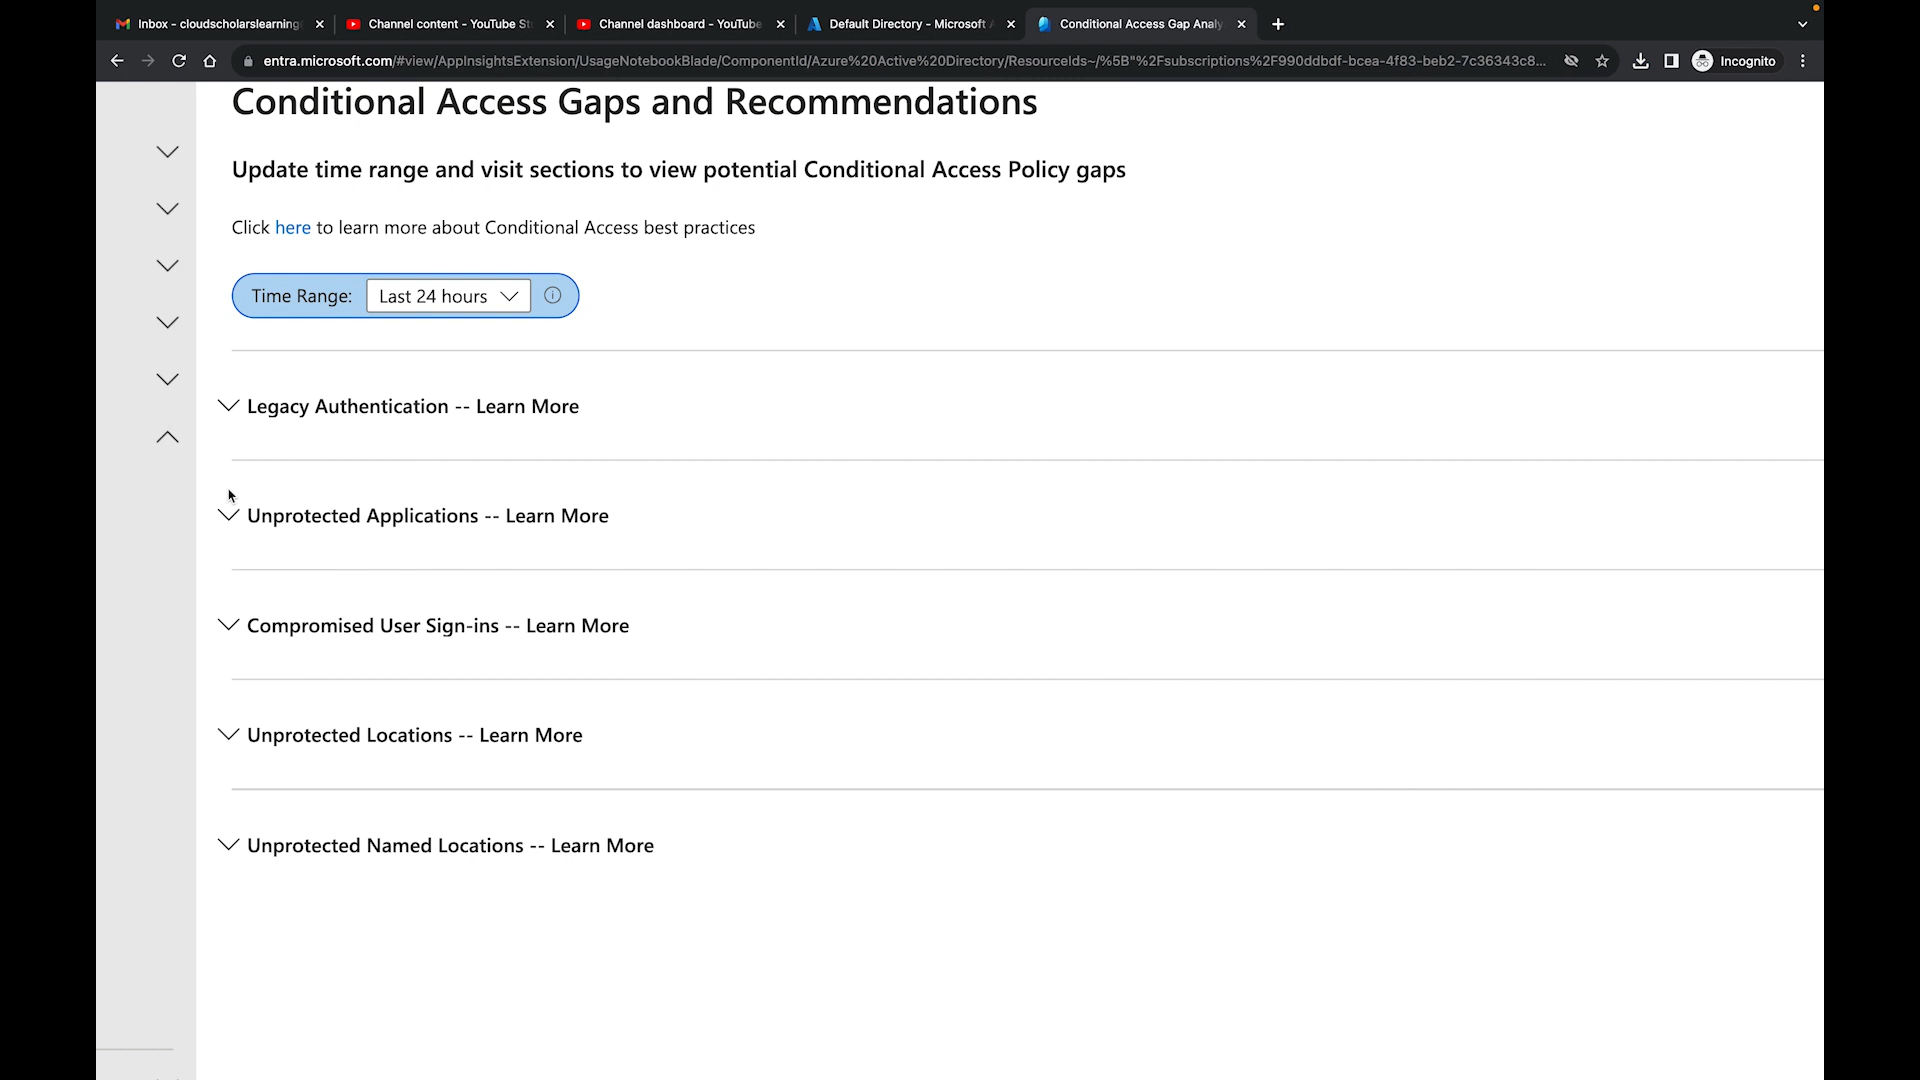 Inbox - cloudscholarslearning
Channel content - YouTube St
Channel dashboard - YouTube
Default Directory - Microsoft A
Conditional Access Gap Analy
entra.microsoft.com/#view/AppInsightsExtension/UsageNotebookBlade/ComponentId/Azure%20Active%20Directory/ResourceIds~/%5B"%2Fsubscriptions%2F990ddbdf-bcea-4f83-beb2-7c36343c8...
Incognito
Conditional Access Gaps and Recommendations
Update time range and visit sections to view potential Conditional Access Policy gaps
Click here to learn more about Conditional Access best practices
Time Range: Last 24 hours
Legacy Authentication -- Learn More
Unprotected Applications -- Learn More
Compromised User Sign-ins -- Learn More
Unprotected Locations -- Learn More
Unprotected Named Locations -- Learn More